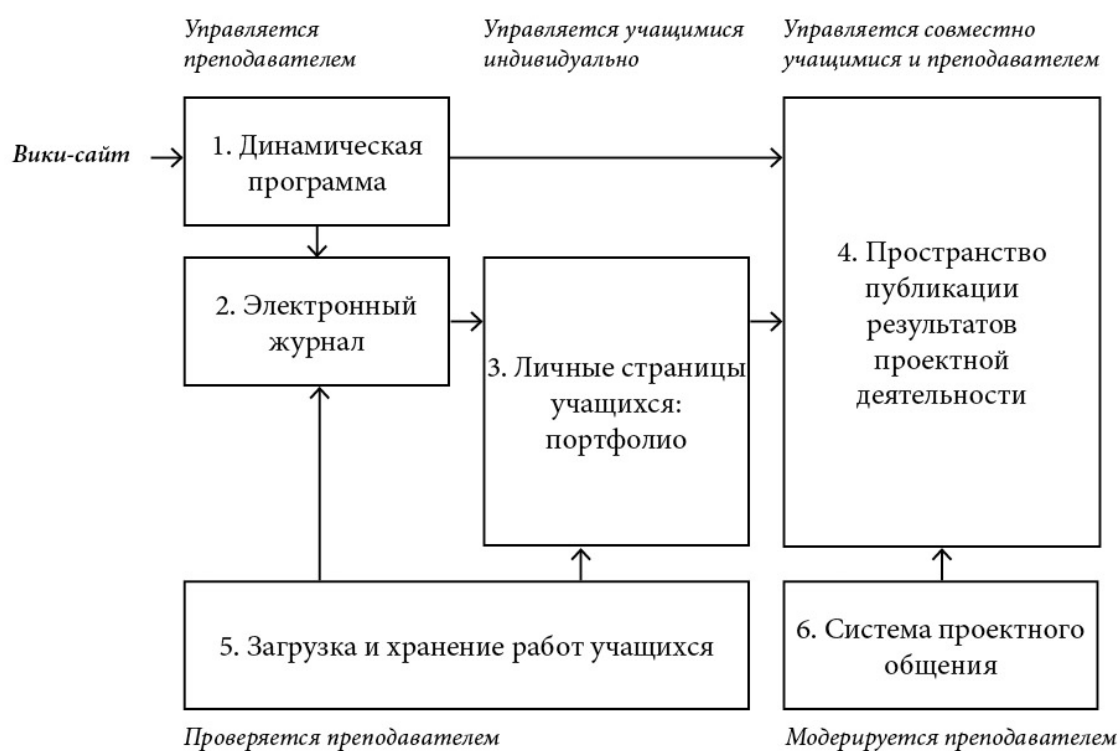 Управляется
преподавателем
Управляется учащимися
индивидуально
Управляется совместно
учащимися и преподавателем
Вики-сайт
1. Динамическая
программа
2. Электронный
журнал
3. Личные страницы
учащихся:
портфолио
4. Пространство
публикации
результатов
проектной
деятельности
5. Загрузка и хранение работ учащихся
6. Система проектного
общения
Проверяется преподавателем
Модерируется преподавателем